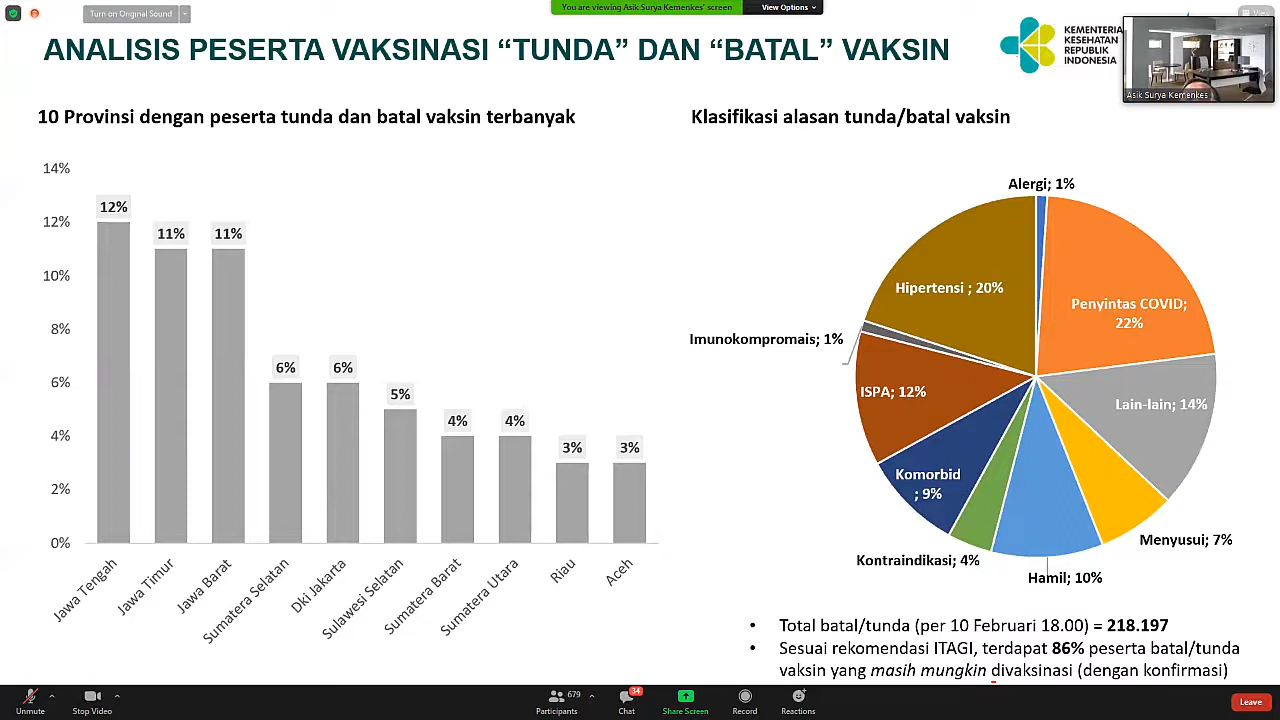 Turn on Original Sound
You are viewing Asik Surya Kemenkes' screen
View Options
View
ANALISIS PESERTA VAKSINASI “TUNDA” DAN “BATAL” VAKSIN
KEMENTERIA
KESEHATAN
REPUBLIK
INDONESIA
Asik Surya Kemenkes
10 Provinsi dengan peserta tunda dan batal vaksin terbanyak
14%
12%
10%
8%
6%
4%
2%
0%
12%
11%
11%
6%
6%
5%
4%
4%
3%
3%
Jawa Tengah
Jawa Timur
Jawa Barat
Sumatera Selatan
Dki Jakarta
Sulawesi Selatan
Sumatera Barat
Sumatera Utara
Riau
Aceh
Klasifikasi alasan tunda/batal vaksin
Alergi; 1%
Penyintas COVID;
22%
Lain-lain; 14%
Menyusui; 7%
Hamil; 10%
Kontraindikasi; 4%
Komorbid
; 9%
ISPA; 12%
Imunokompromais; 1%
Hipertensi ; 20%
• Total batal/tunda (per 10 Februari 18.00) = 218.197
• Sesuai rekomendasi ITAGI, terdapat 86% peserta batal/tunda
vaksin yang masih mungkin divaksinasi (dengan konfirmasi)
Unmute
Stop Video
679
Participants
34
Chat
Share Screen
Record
Reactions
Leave